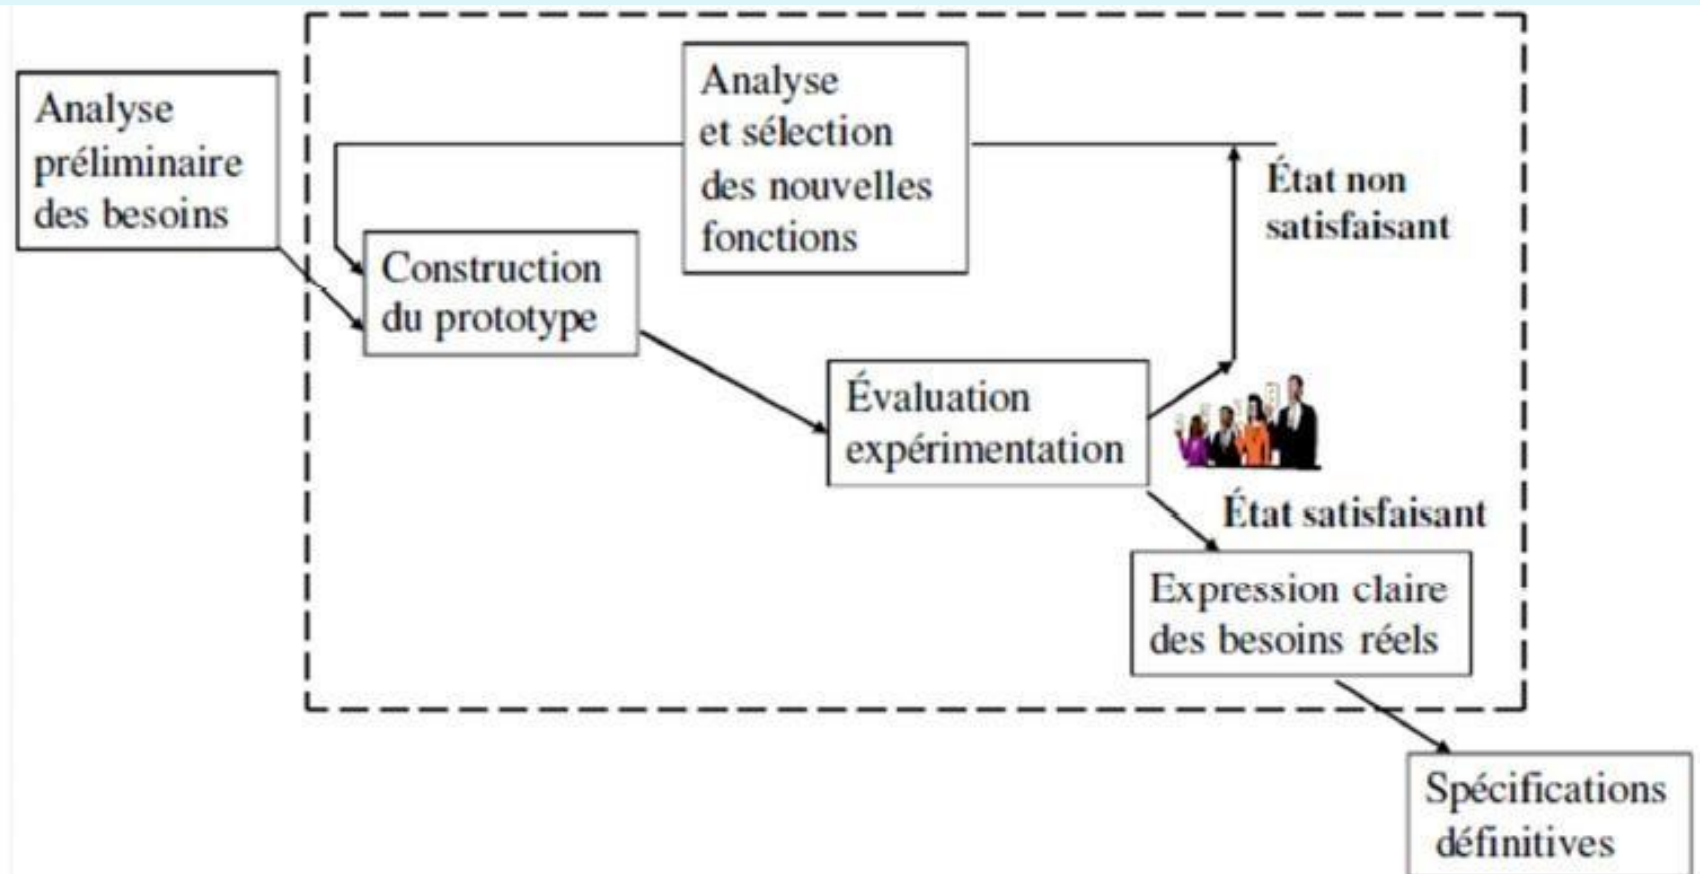 Analyse
préliminaire
des besoins
Analyse
et sélection
des nouvelles
fonctions
État non
satisfaisant
Construction
du prototype
Évaluation
expérimentation
État satisfaisant
Expression claire
des besoins réels
Spécifications
définitives